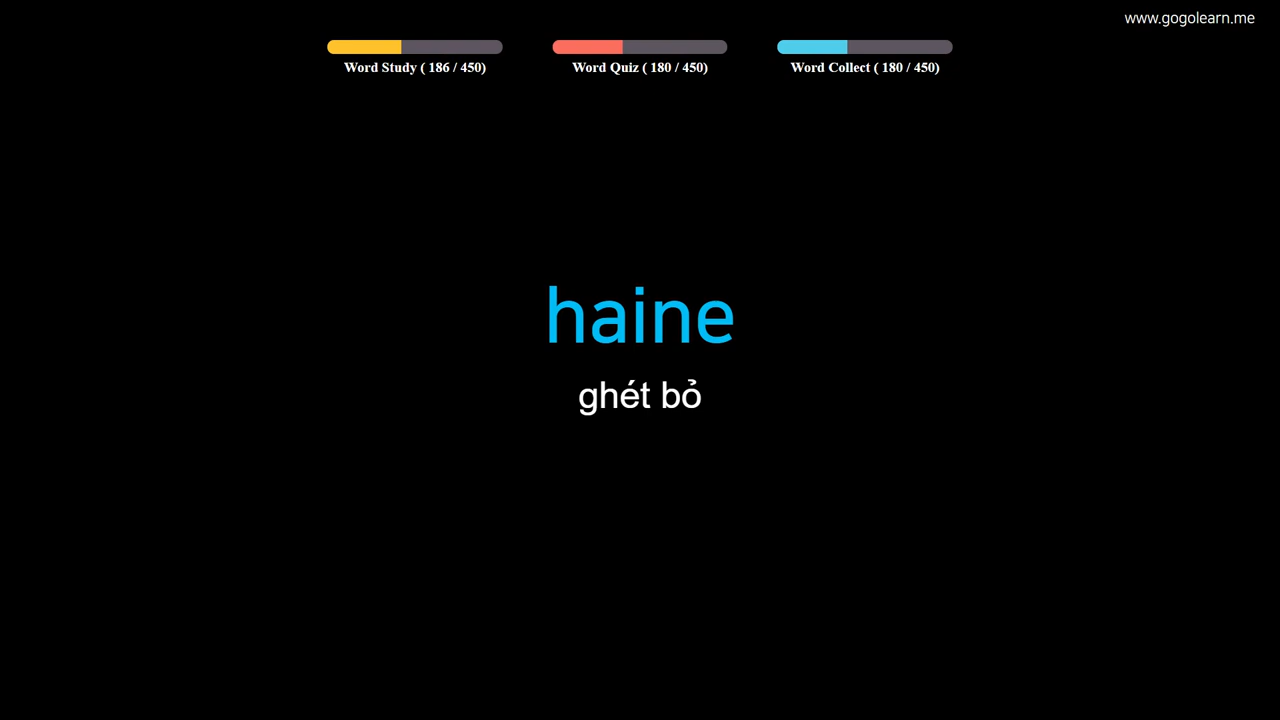 www.gogolearn.me
Word Study ( 186 / 450)
Word Quiz ( 180 / 450)
Word Collect ( 180 / 450)
haine
ghét bỏ